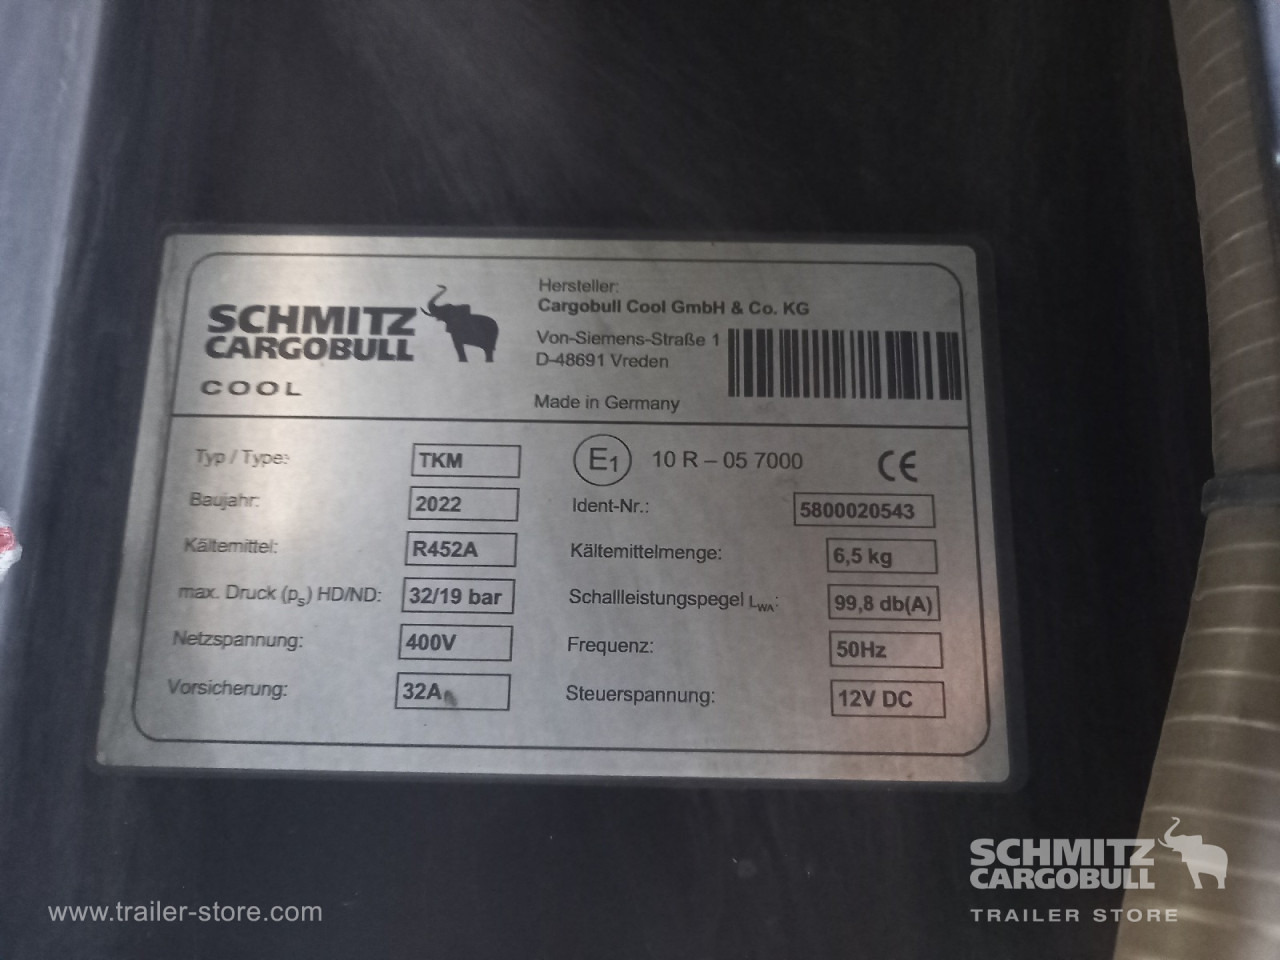 SCHMITZ
CARGOBULL
COOL
Hersteller:
Cargobull Cool GmbH & Co. KG
Von-Siemens-Straße 1
D-48691 Vreden
Made in Germany
Typ / Type: TKM
E1 10 R – 05 7000 CE
Baujahr: 2022
Ident-Nr.: 5800020543
Kältemittel: R452A
Kältemittelmenge: 6,5 kg
max. Druck (ps) HD/ND: 32/19 bar
Schallleistungspegel LWA: 99,8 db(A)
Netzspannung: 400V
Frequenz: 50Hz
Vorsicherung: 32A
Steuerspannung: 12V DC
www.trailer-store.com
SCHMITZ
CARGOBULL
TRAILER STORE